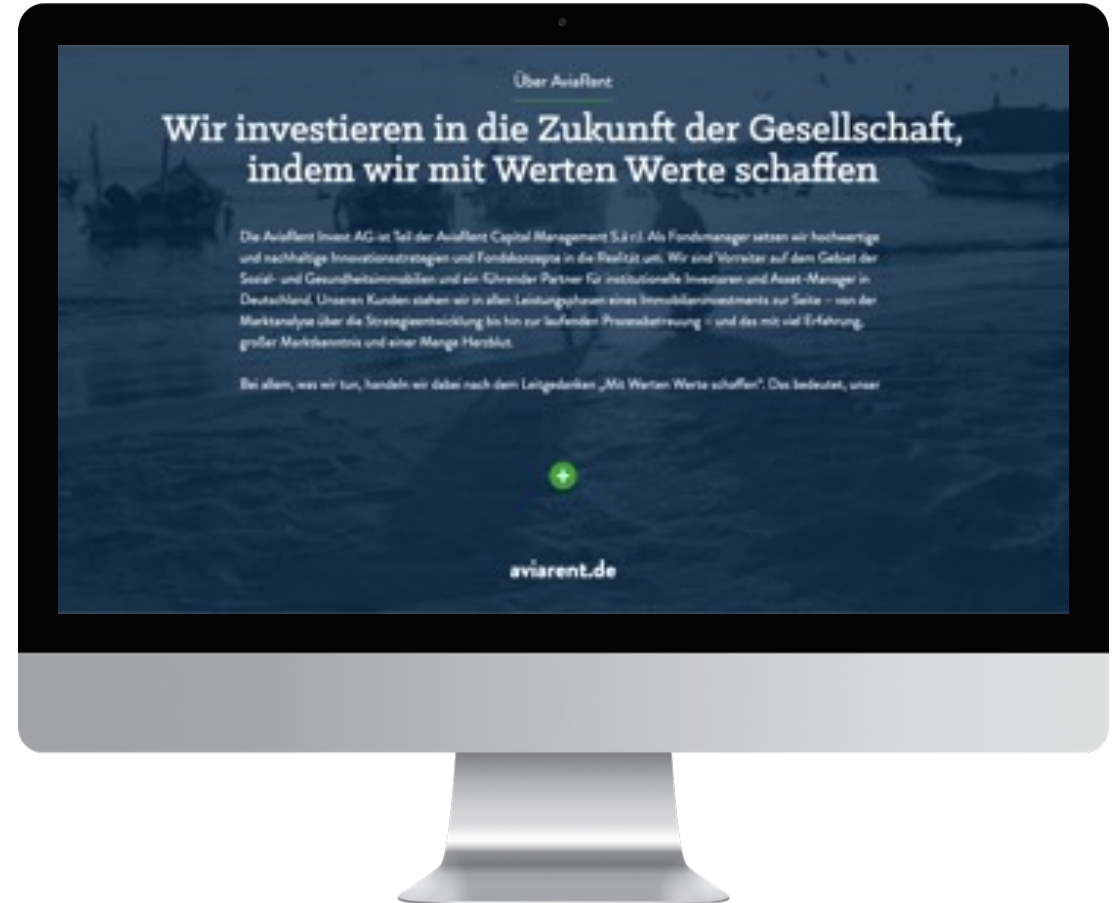 Über AviaRent
Wir investieren in die Zukunft der Gesellschaft,
indem wir mit Werten Werte schaffen
Die AviaRent Invest AG ist Teil der AviaRent Capital Management S.à r.l. Als Fondsmanager setzen wir hochwertige
und nachhaltige Innovationsstrategien und Fondskonzepte in die Realität um. Wir sind Vorreiter auf dem Gebiet der
Sozial- und Gesundheitsimmobilien und ein führender Partner für institutionelle Investoren und Asset-Manager in
Deutschland. Unseren Kunden stehen wir in allen Leistungsphasen eines Immobilieninvestments zur Seite – von der
Marktanalyse über die Strategieentwicklung bis hin zur laufenden Prozessbetreuung – und das mit viel Erfahrung,
großer Marktkenntnis und einer Menge Herzblut.
Bei allem, was wir tun, handeln wir dabei nach dem Leitgedanken „Mit Werten Werte schaffen“. Das bedeutet, unser
aviarent.de